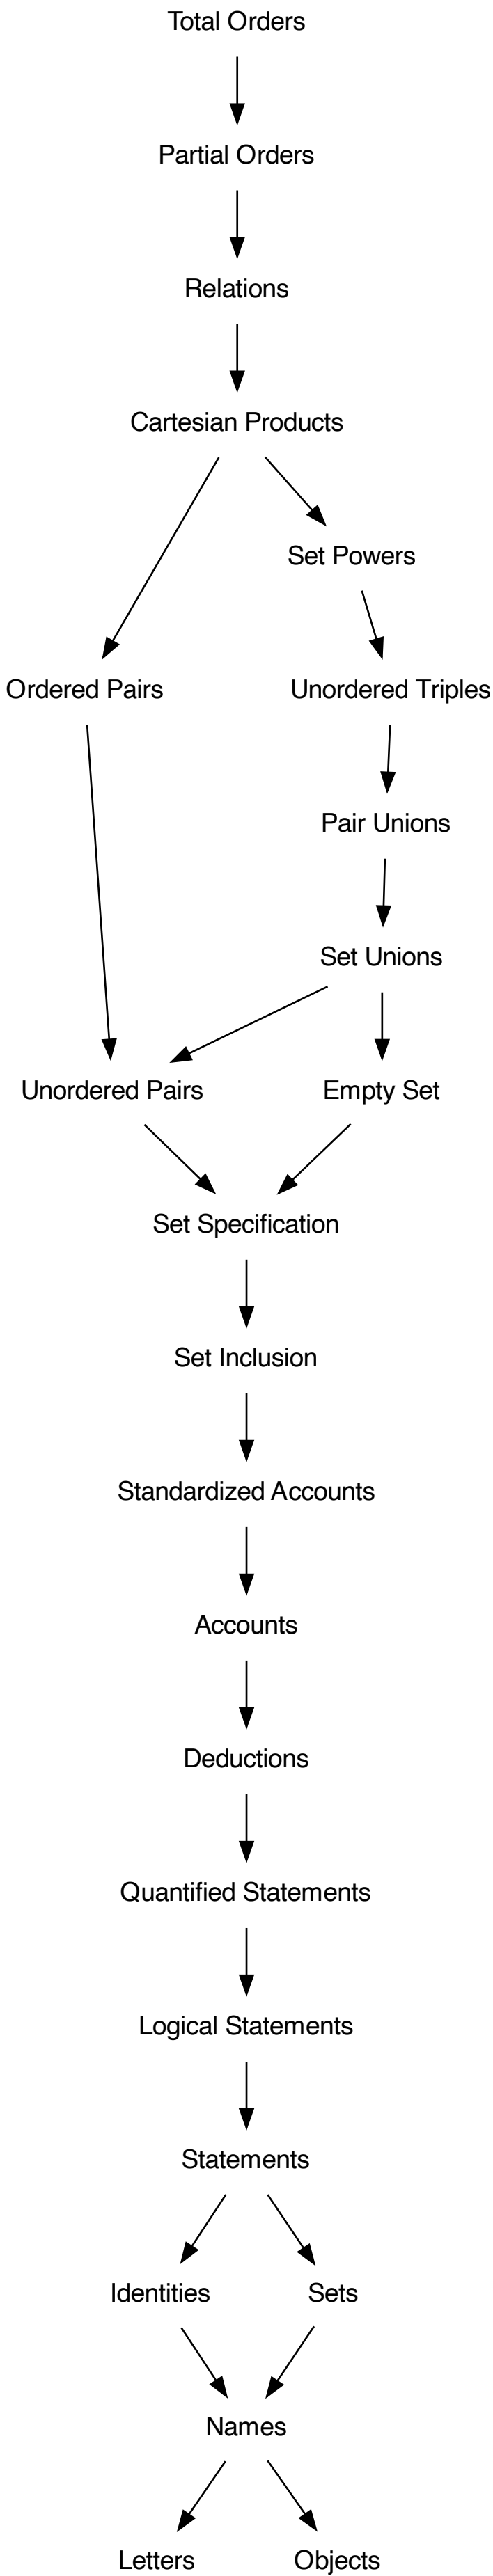 Total Orders
Partial Orders
Relations
Cartesian Products
Set Powers
Ordered Pairs
Unordered Triples
Pair Unions
Set Unions
Unordered Pairs
Empty Set
Set Specification
Set Inclusion
Standardized Accounts
Accounts
Deductions
Quantified Statements
Logical Statements
Statements
Identities
Sets
Names
Letters
Objects